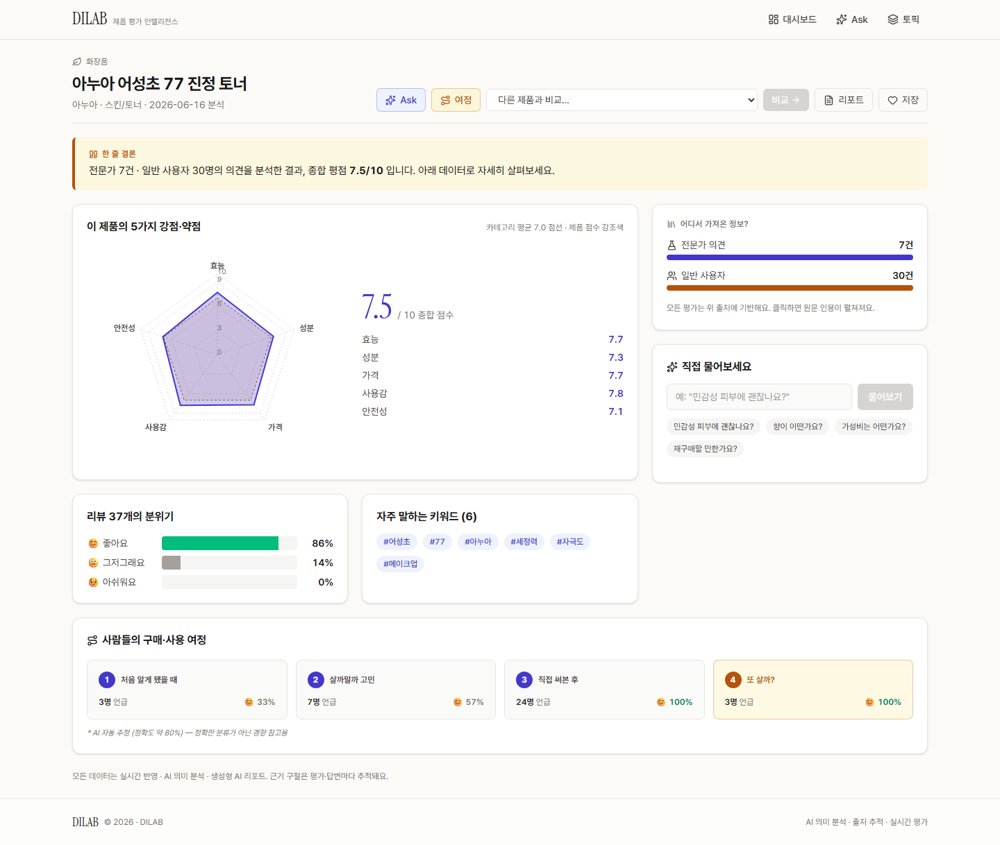 DILAB 제품 평가 인텔리전스
대시보드
Ask
토픽
화장품
아누아 어성초 77 진정 토너
아누아 · 스킨/토너 · 2026-06-16 분석
Ask
여정
다른 제품과 비교...
비교 →
리포트
저장
한 줄 결론
전문가 7건 · 일반 사용자 30명의 의견을 분석한 결과, 종합 평점 7.5/10 입니다. 아래 데이터로 자세히 살펴보세요.
이 제품의 5가지 강점·약점
카테고리 평균 7.0 점선 · 제품 점수 강조색
효능
10
9
6
3
0
안전성
성분
사용감
가격
7.5 / 10 종합 점수
효능 7.7
성분 7.3
가격 7.7
사용감 7.8
안전성 7.1
어디서 가져온 정보?
전문가 의견 7건
일반 사용자 30건
모든 평가는 위 출처에 기반해요. 클릭하면 원문 인용이 펼쳐져요.
직접 물어보세요
예: "민감성 피부에 괜찮나요?"
물어보기
민감성 피부에 괜찮나요?
향이 어떤가요?
가성비는 어떤가요?
재구매할 만한가요?
리뷰 37개의 분위기
좋아요 86%
그저그래요 14%
아쉬워요 0%
자주 말하는 키워드 (6)
#어성초
#77
#아누아
#세정력
#자극도
#메이크업
사람들의 구매·사용 여정
1 처음 알게 됐을 때
3명 언급 33%
2 살까말까 고민
7명 언급 57%
3 직접 써본 후
24명 언급 100%
4 또 살까?
3명 언급 100%
* AI 자동 추정 (정확도 약 80%) — 정확한 분류가 아닌 경향 참고용
모든 데이터는 실시간 반영 · AI 의미 분석 · 생성형 AI 리포트. 근거 구절은 평가·답변마다 추적돼요.
DILAB © 2026 · DILAB
AI 의미 분석 · 출처 추적 · 실시간 평가